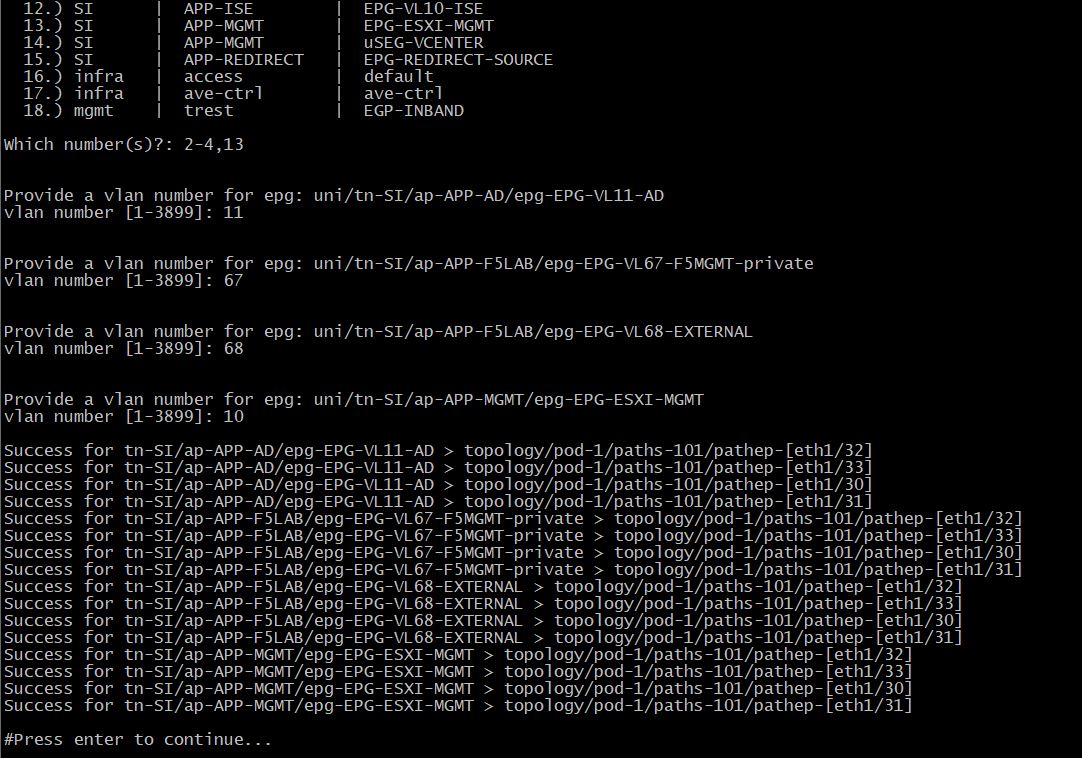 12.) SI | APP-ISE | EPG-VL10-ISE
13.) SI | APP-MGMT | EPG-ESXI-MGMT
14.) SI | APP-MGMT | uSEG-VCENTER
15.) SI | APP-REDIRECT | EPG-REDIRECT-SOURCE
16.) infra | access | default
17.) infra | ave-ctrl | ave-ctrl
18.) mgmt | trest | EGP-INBAND
Which number(s)?: 2-4,13
Provide a vlan number for epg: uni/tn-SI/ap-APP-AD/epg-EPG-VL11-AD
vlan number [1-3899]: 11
Provide a vlan number for epg: uni/tn-SI/ap-APP-F5LAB/epg-EPG-VL67-F5MGMT-private
vlan number [1-3899]: 67
Provide a vlan number for epg: uni/tn-SI/ap-APP-F5LAB/epg-EPG-VL68-EXTERNAL
vlan number [1-3899]: 68
Provide a vlan number for epg: uni/tn-SI/ap-APP-MGMT/epg-EPG-ESXI-MGMT
vlan number [1-3899]: 10
Success for tn-SI/ap-APP-AD/epg-EPG-VL11-AD > topology/pod-1/paths-101/pathep-[eth1/32]
Success for tn-SI/ap-APP-AD/epg-EPG-VL11-AD > topology/pod-1/paths-101/pathep-[eth1/33]
Success for tn-SI/ap-APP-AD/epg-EPG-VL11-AD > topology/pod-1/paths-101/pathep-[eth1/30]
Success for tn-SI/ap-APP-AD/epg-EPG-VL11-AD > topology/pod-1/paths-101/pathep-[eth1/31]
Success for tn-SI/ap-APP-F5LAB/epg-EPG-VL67-F5MGMT-private > topology/pod-1/paths-101/pathep-[eth1/32]
Success for tn-SI/ap-APP-F5LAB/epg-EPG-VL67-F5MGMT-private > topology/pod-1/paths-101/pathep-[eth1/33]
Success for tn-SI/ap-APP-F5LAB/epg-EPG-VL67-F5MGMT-private > topology/pod-1/paths-101/pathep-[eth1/30]
Success for tn-SI/ap-APP-F5LAB/epg-EPG-VL67-F5MGMT-private > topology/pod-1/paths-101/pathep-[eth1/31]
Success for tn-SI/ap-APP-F5LAB/epg-EPG-VL68-EXTERNAL > topology/pod-1/paths-101/pathep-[eth1/32]
Success for tn-SI/ap-APP-F5LAB/epg-EPG-VL68-EXTERNAL > topology/pod-1/paths-101/pathep-[eth1/33]
Success for tn-SI/ap-APP-F5LAB/epg-EPG-VL68-EXTERNAL > topology/pod-1/paths-101/pathep-[eth1/30]
Success for tn-SI/ap-APP-F5LAB/epg-EPG-VL68-EXTERNAL > topology/pod-1/paths-101/pathep-[eth1/31]
Success for tn-SI/ap-APP-MGMT/epg-EPG-ESXI-MGMT > topology/pod-1/paths-101/pathep-[eth1/32]
Success for tn-SI/ap-APP-MGMT/epg-EPG-ESXI-MGMT > topology/pod-1/paths-101/pathep-[eth1/33]
Success for tn-SI/ap-APP-MGMT/epg-EPG-ESXI-MGMT > topology/pod-1/paths-101/pathep-[eth1/30]
Success for tn-SI/ap-APP-MGMT/epg-EPG-ESXI-MGMT > topology/pod-1/paths-101/pathep-[eth1/31]
#Press enter to continue...